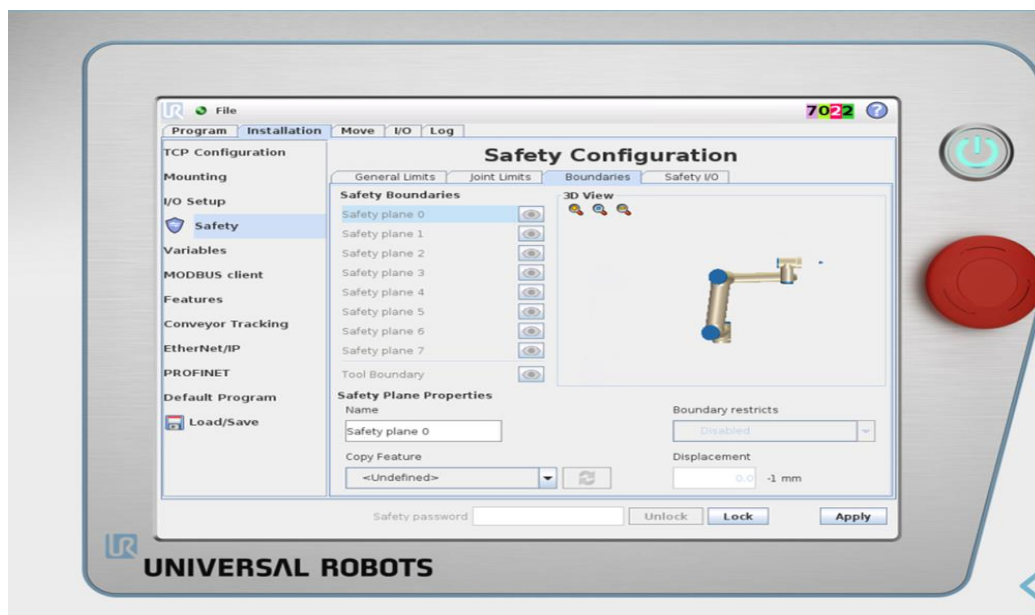 UR File 7022 ?
Program Installation Move I/O Log
TCP Configuration
Mounting
I/O Setup
Safety
Variables
MODBUS client
Features
Conveyor Tracking
EtherNet/IP
PROFINET
Default Program
Load/Save
Safety Configuration
General Limits Joint Limits Boundaries Safety I/O
Safety Boundaries
Safety plane 0
Safety plane 1
Safety plane 2
Safety plane 3
Safety plane 4
Safety plane 5
Safety plane 6
Safety plane 7
Tool Boundary
3D View
Safety Plane Properties
Name
Safety plane 0
Copy Feature
<Undefined>
Boundary restricts
Disabled
Displacement
0.0 -1 mm
Safety password Unlock Lock Apply
UR
UNIVERSAL ROBOTS